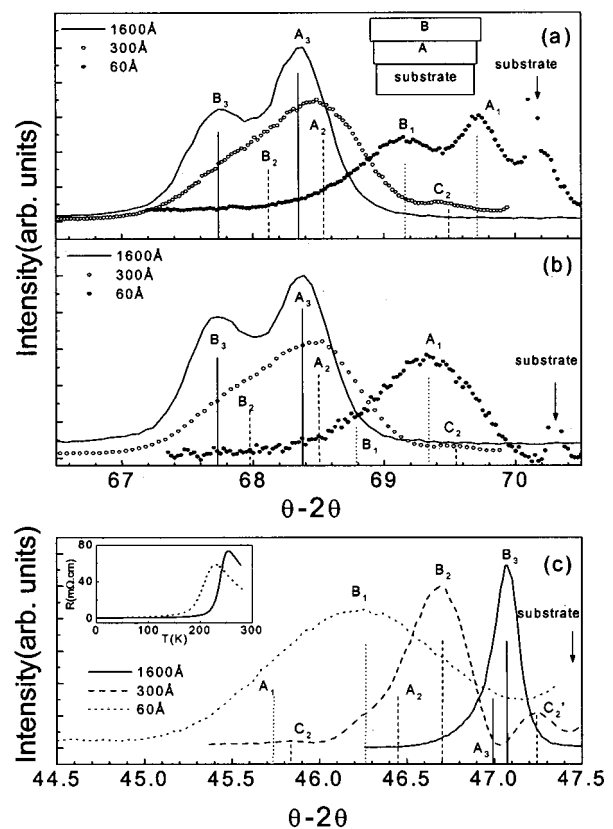 1600Å
300Å
60Å
A3
B3
B2
A2
B1
A1
C2
B
A
substrate
substrate
(a)
1600Å
300Å
60Å
(b)
A3
B3
B2
A2
B1
A1
C2
substrate
Intensity(arb. units)
67 68 69 70
θ-2θ
80
40
0
R(mΩ.cm)
0 100 200 300
T(K)
1600Å
300Å
60Å
A1
C2
B1
A2
B2
A3
B3
C2'
(c)
substrate
Intensity(arb. units)
44.5 45.0 45.5 46.0 46.5 47.0 47.5
θ-2θ